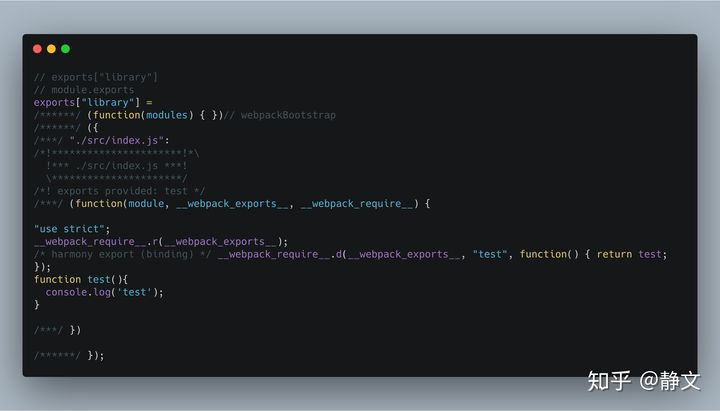 // exports["library"]
// module.exports
exports["library"] =
/******/ (function(modules) { })// webpackBootstrap
/******/ ({
/***/ "./src/index.js":
/*!**********************!*\
  !*** ./src/index.js ***!
  \**********************/
/*! exports provided: test */
/***/ (function(module, __webpack_exports__, __webpack_require__) {
"use strict";
__webpack_require__.r(__webpack_exports__);
/* harmony export (binding) */ __webpack_require__.d(__webpack_exports__, "test", function() { return test;
});
function test(){
  console.log('test');
}
/***/ })
/******/ });
知乎 @静文